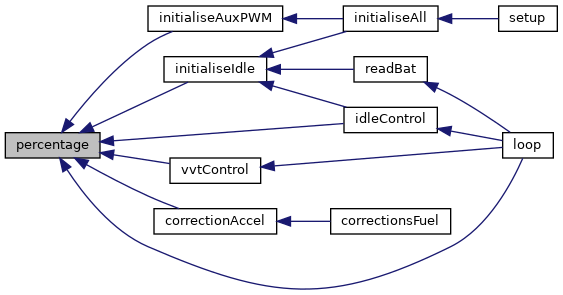 initialiseAuxPWM
initialiseAll
setup
initialiseIdle
readBat
idleControl
percentage
loop
vvtControl
correctionAccel
correctionsFuel